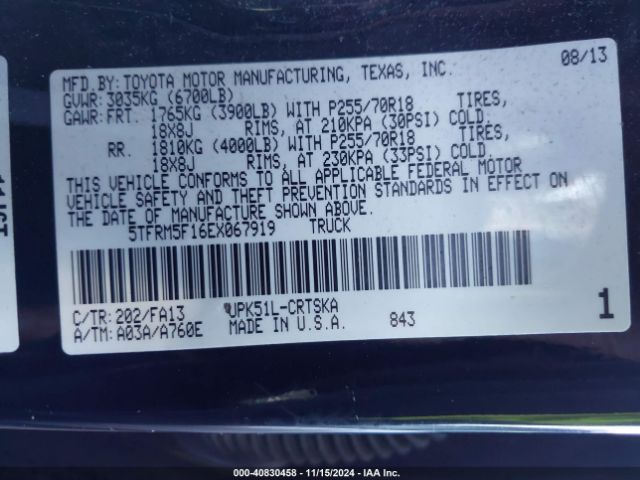 MFD.BY:TOYOTA MOTOR MANUFACTURING, TEXAS, INC. 08/13
GVWR:3035KG (6700LB)
GAWR:FRT. 1765KG (3900LB) WITH P255/70R18 TIRES,
18X8J RIMS, AT 210KPA (30PSI) COLD.
RR. 1810KG (4000LB) WITH P255/70R18 TIRES,
18X8J RIMS, AT 230KPA (33PSI) COLD.
THIS VEHICLE CONFORMS TO ALL APPLICABLE FEDERAL MOTOR
VEHICLE SAFETY AND THEFT PREVENTION STANDARDS IN EFFECT ON
THE DATE OF MANUFACTURE SHOWN ABOVE.
5TFRM5F16EX067919 TRUCK
C/TR:202/FA13 UPK51L-CRTSKA
A/TM:A03A/A760E MADE IN U.S.A. 843 1
000-40830458 - 11/15/2024 - IAA Inc.